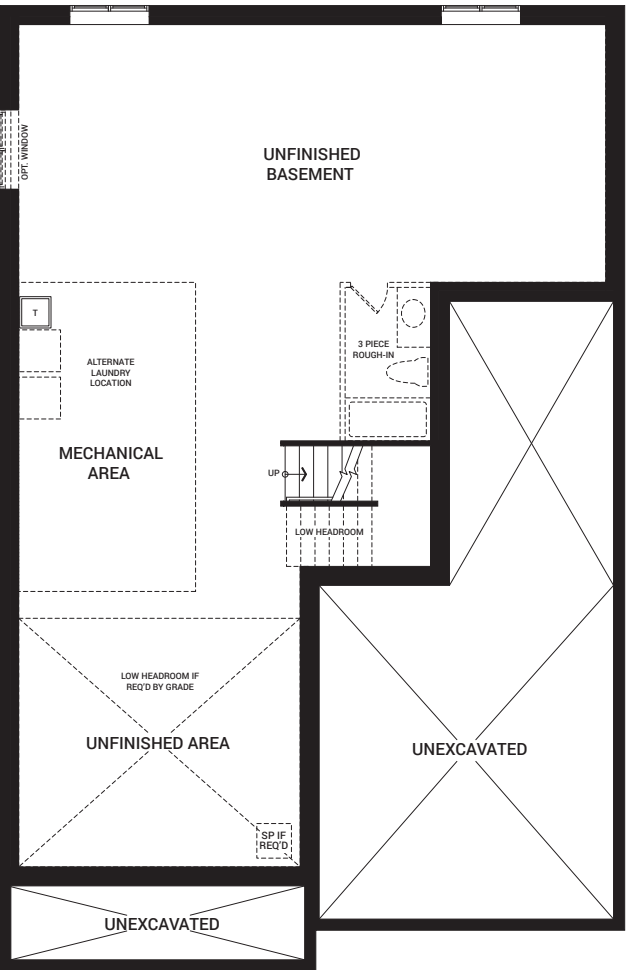 UNFINISHED
BASEMENT
OPT. WINDOW
T
3 PIECE
ROUGH-IN
ALTERNATE
LAUNDRY
LOCATION
MECHANICAL
AREA
UP
LOW HEADROOM
LOW HEADROOM IF
REQ'D BY GRADE
UNFINISHED AREA
UNEXCAVATED
SP IF
REQ'D
UNEXCAVATED